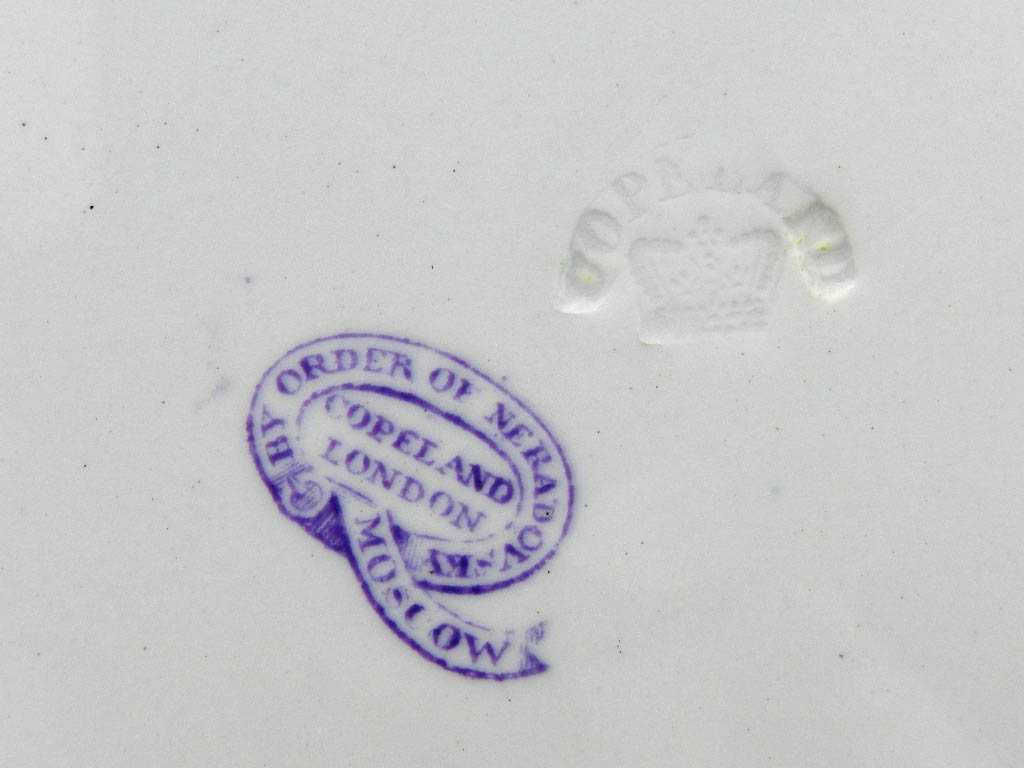 COPELAND
BY ORDER OF NERADOVSKY
COPELAND
LONDON
MOSCOW